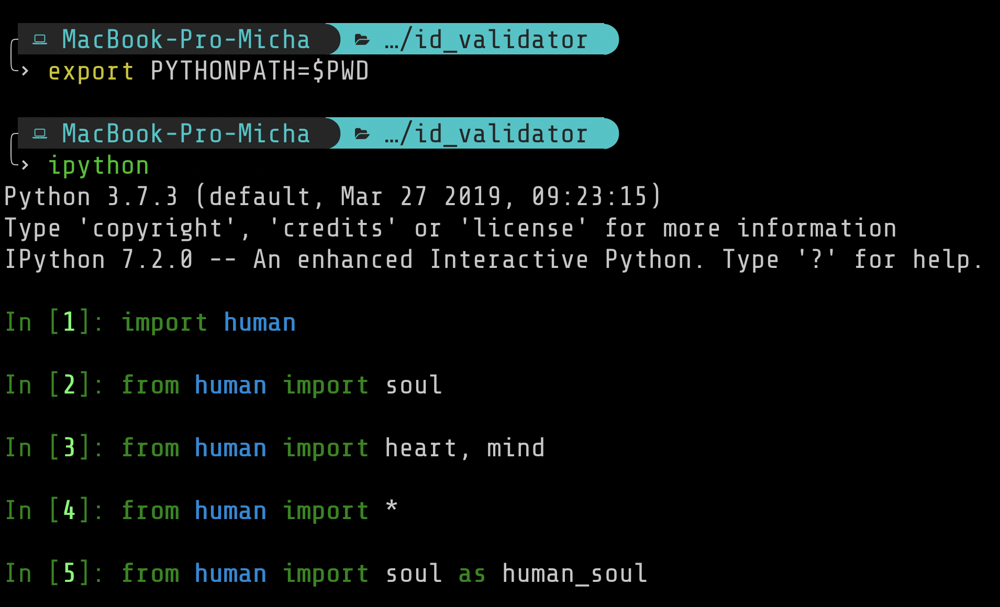 MacBook-Pro-Micha …/id_validator
› export PYTHONPATH=$PWD
MacBook-Pro-Micha …/id_validator
› ipython
Python 3.7.3 (default, Mar 27 2019, 09:23:15)
Type 'copyright', 'credits' or 'license' for more information
IPython 7.2.0 -- An enhanced Interactive Python. Type '?' for help.
In [1]: import human
In [2]: from human import soul
In [3]: from human import heart, mind
In [4]: from human import *
In [5]: from human import soul as human_soul